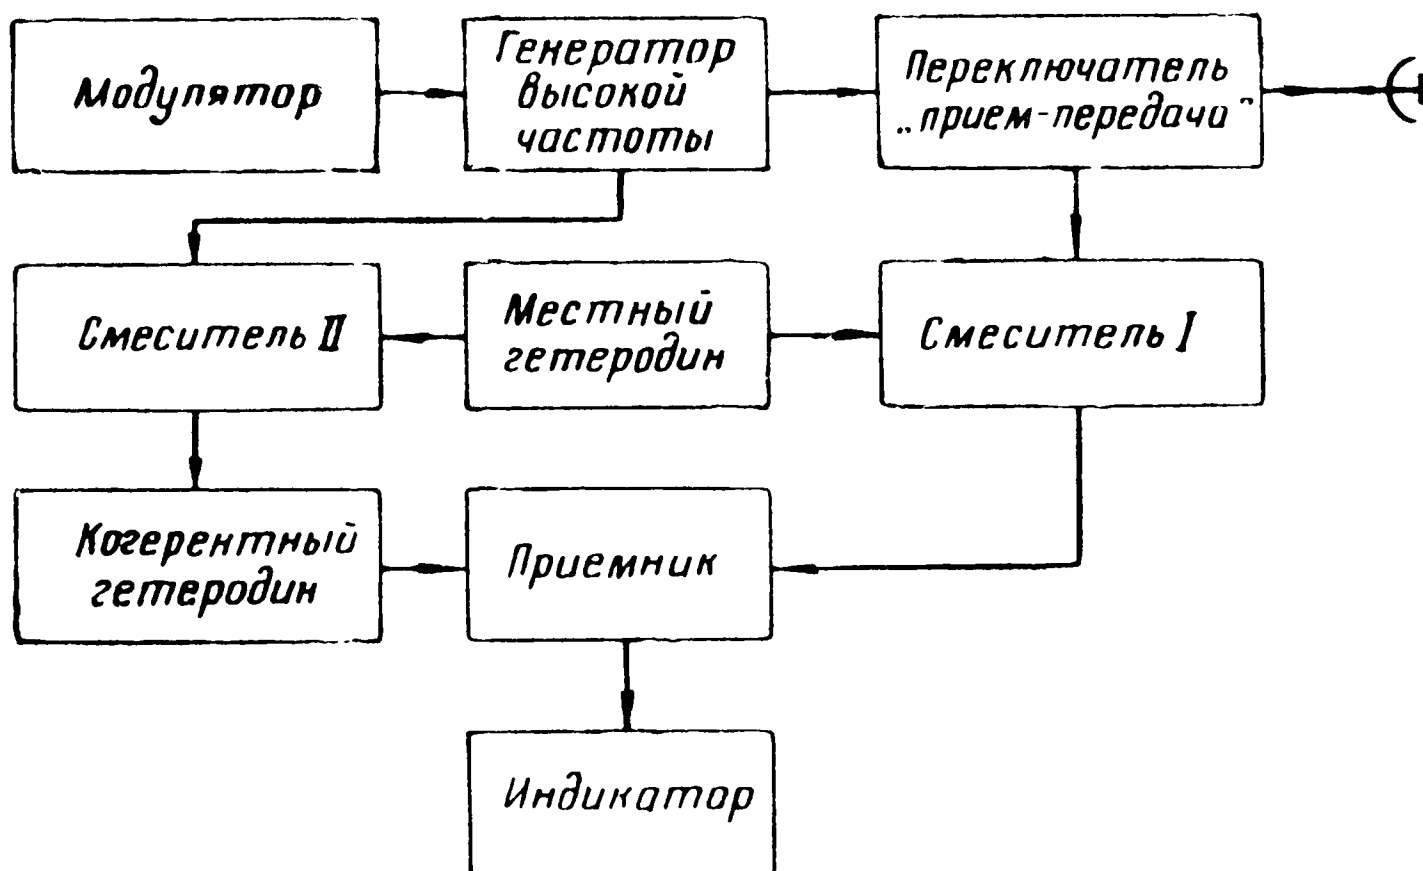 Модулятор
Генератор
высокой
частоты
Переключатель
„прием-передача“
Смеситель II
Местный
гетеродин
Смеситель I
Когерентный
гетеродин
Приемник
Индикатор